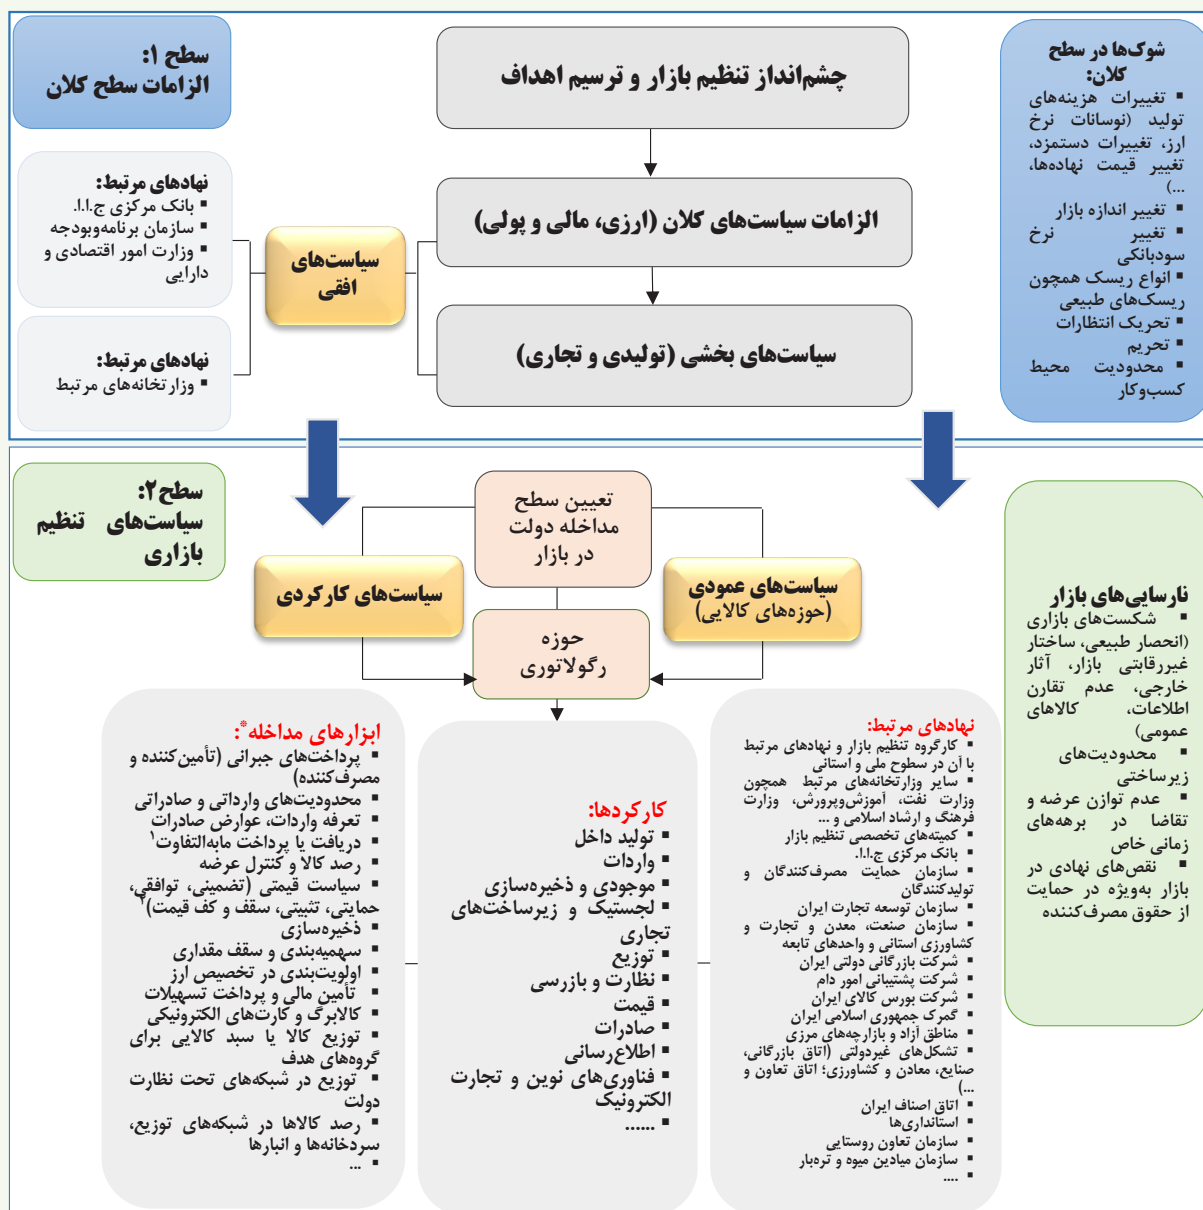 سطح ۱:
الزامات سطح کلان
چشم‌انداز تنظیم بازار و ترسیم اهداف
شوک‌ها در سطح
کلان:
▪ تغییرات هزینه‌های
تولید (نوسانات نرخ
ارز، تغییرات دستمزد،
تغییر قیمت نهاده‌ها،
...)
▪ تغییر اندازه بازار
▪ تغییر نرخ
سودبانکی
▪ انواع ریسک همچون
ریسک‌های طبیعی
▪ تحریک انتظارات
▪ تحریم
▪ محدودیت محیط
کسب‌وکار
الزامات سیاست‌های کلان (ارزی، مالی و پولی)
سیاست‌های بخشی (تولیدی و تجاری)
سیاست‌های
افقی
نهادهای مرتبط:
▪ بانک مرکزی ج.ا.ا.
▪ سازمان برنامه‌وبودجه
▪ وزارت امور اقتصادی و
دارایی
نهادهای مرتبط:
▪ وزارتخانه‌های مرتبط
سطح۲:
سیاست‌های تنظیم
بازاری
تعیین سطح
مداخله دولت
در بازار
سیاست‌های عمودی
(حوزه‌های کالایی)
سیاست‌های کارکردی
حوزه
رگولاتوری
نارسایی‌های بازار
▪ شکست‌های بازاری
(انحصار طبیعی، ساختار
غیررقابتی بازار، آثار
خارجی، عدم تقارن
اطلاعات، کالاهای
عمومی)
▪ محدودیت‌های
زیرساختی
▪ عدم توازن عرضه و
تقاضا در برهه‌های
زمانی خاص
▪ نقص‌های نهادی در
بازار به‌ویژه در حمایت
از حقوق مصرف‌کننده
نهادهای مرتبط:
▪ کارگروه تنظیم بازار و نهادهای مرتبط
با آن در سطوح ملی و استانی
▪ سایر وزارتخانه‌های مرتبط همچون
وزارت نفت، آموزش‌وپرورش، وزارت
فرهنگ و ارشاد اسلامی و ...
▪ کمیته‌های تخصصی تنظیم بازار
▪ بانک مرکزی ج.ا.ا.
▪ سازمان حمایت مصرف‌کنندگان و
تولیدکنندگان
▪ سازمان توسعه تجارت ایران
▪ سازمان صنعت، معدن و تجارت و
کشاورزی استانی و واحدهای تابعه
▪ شرکت بازرگانی دولتی ایران
▪ شرکت پشتیبانی امور دام
▪ شرکت بورس کالای ایران
▪ گمرک جمهوری اسلامی ایران
▪ مناطق آزاد و بازارچه‌های مرزی
▪ تشکل‌های غیردولتی (اتاق بازرگانی،
صنایع، معادن و کشاورزی؛ اتاق تعاون و
...)
▪ اتاق اصناف ایران
▪ استانداری‌ها
▪ سازمان تعاون روستایی
▪ سازمان میادین میوه و تره‌بار
▪ ....
کارکردها:
▪ تولید داخل
▪ واردات
▪ موجودی و ذخیره‌سازی
▪ لجستیک و زیرساخت‌های
تجاری
▪ توزیع
▪ نظارت و بازرسی
▪ قیمت
▪ صادرات
▪ اطلاع‌رسانی
▪ فناوری‌های نوین و تجارت
الکترونیک
▪ ......
ابزارهای مداخله*:
▪ پرداخت‌های جبرانی (تأمین‌کننده و
مصرف‌کننده)
▪ محدودیت‌های وارداتی و صادراتی
▪ تعرفه واردات، عوارض صادرات
▪ دریافت یا پرداخت مابه‌التفاوت۱
▪ رصد کالا و کنترل عرضه
▪ سیاست قیمتی (تضمینی، توافقی،
حمایتی، تثبیتی، سقف و کف قیمت)۲
▪ ذخیره‌سازی
▪ سهمیه‌بندی و سقف مقداری
▪ اولویت‌بندی در تخصیص ارز
▪ تأمین مالی و پرداخت تسهیلات
▪ کالابرگ و کارت‌های الکترونیکی
▪ توزیع کالا یا سبد کالایی برای
گروه‌های هدف
▪ توزیع در شبکه‌های تحت نظارت
دولت
▪ رصد کالاها در شبکه‌های توزیع،
سردخانه‌ها و انبارها
▪ ...